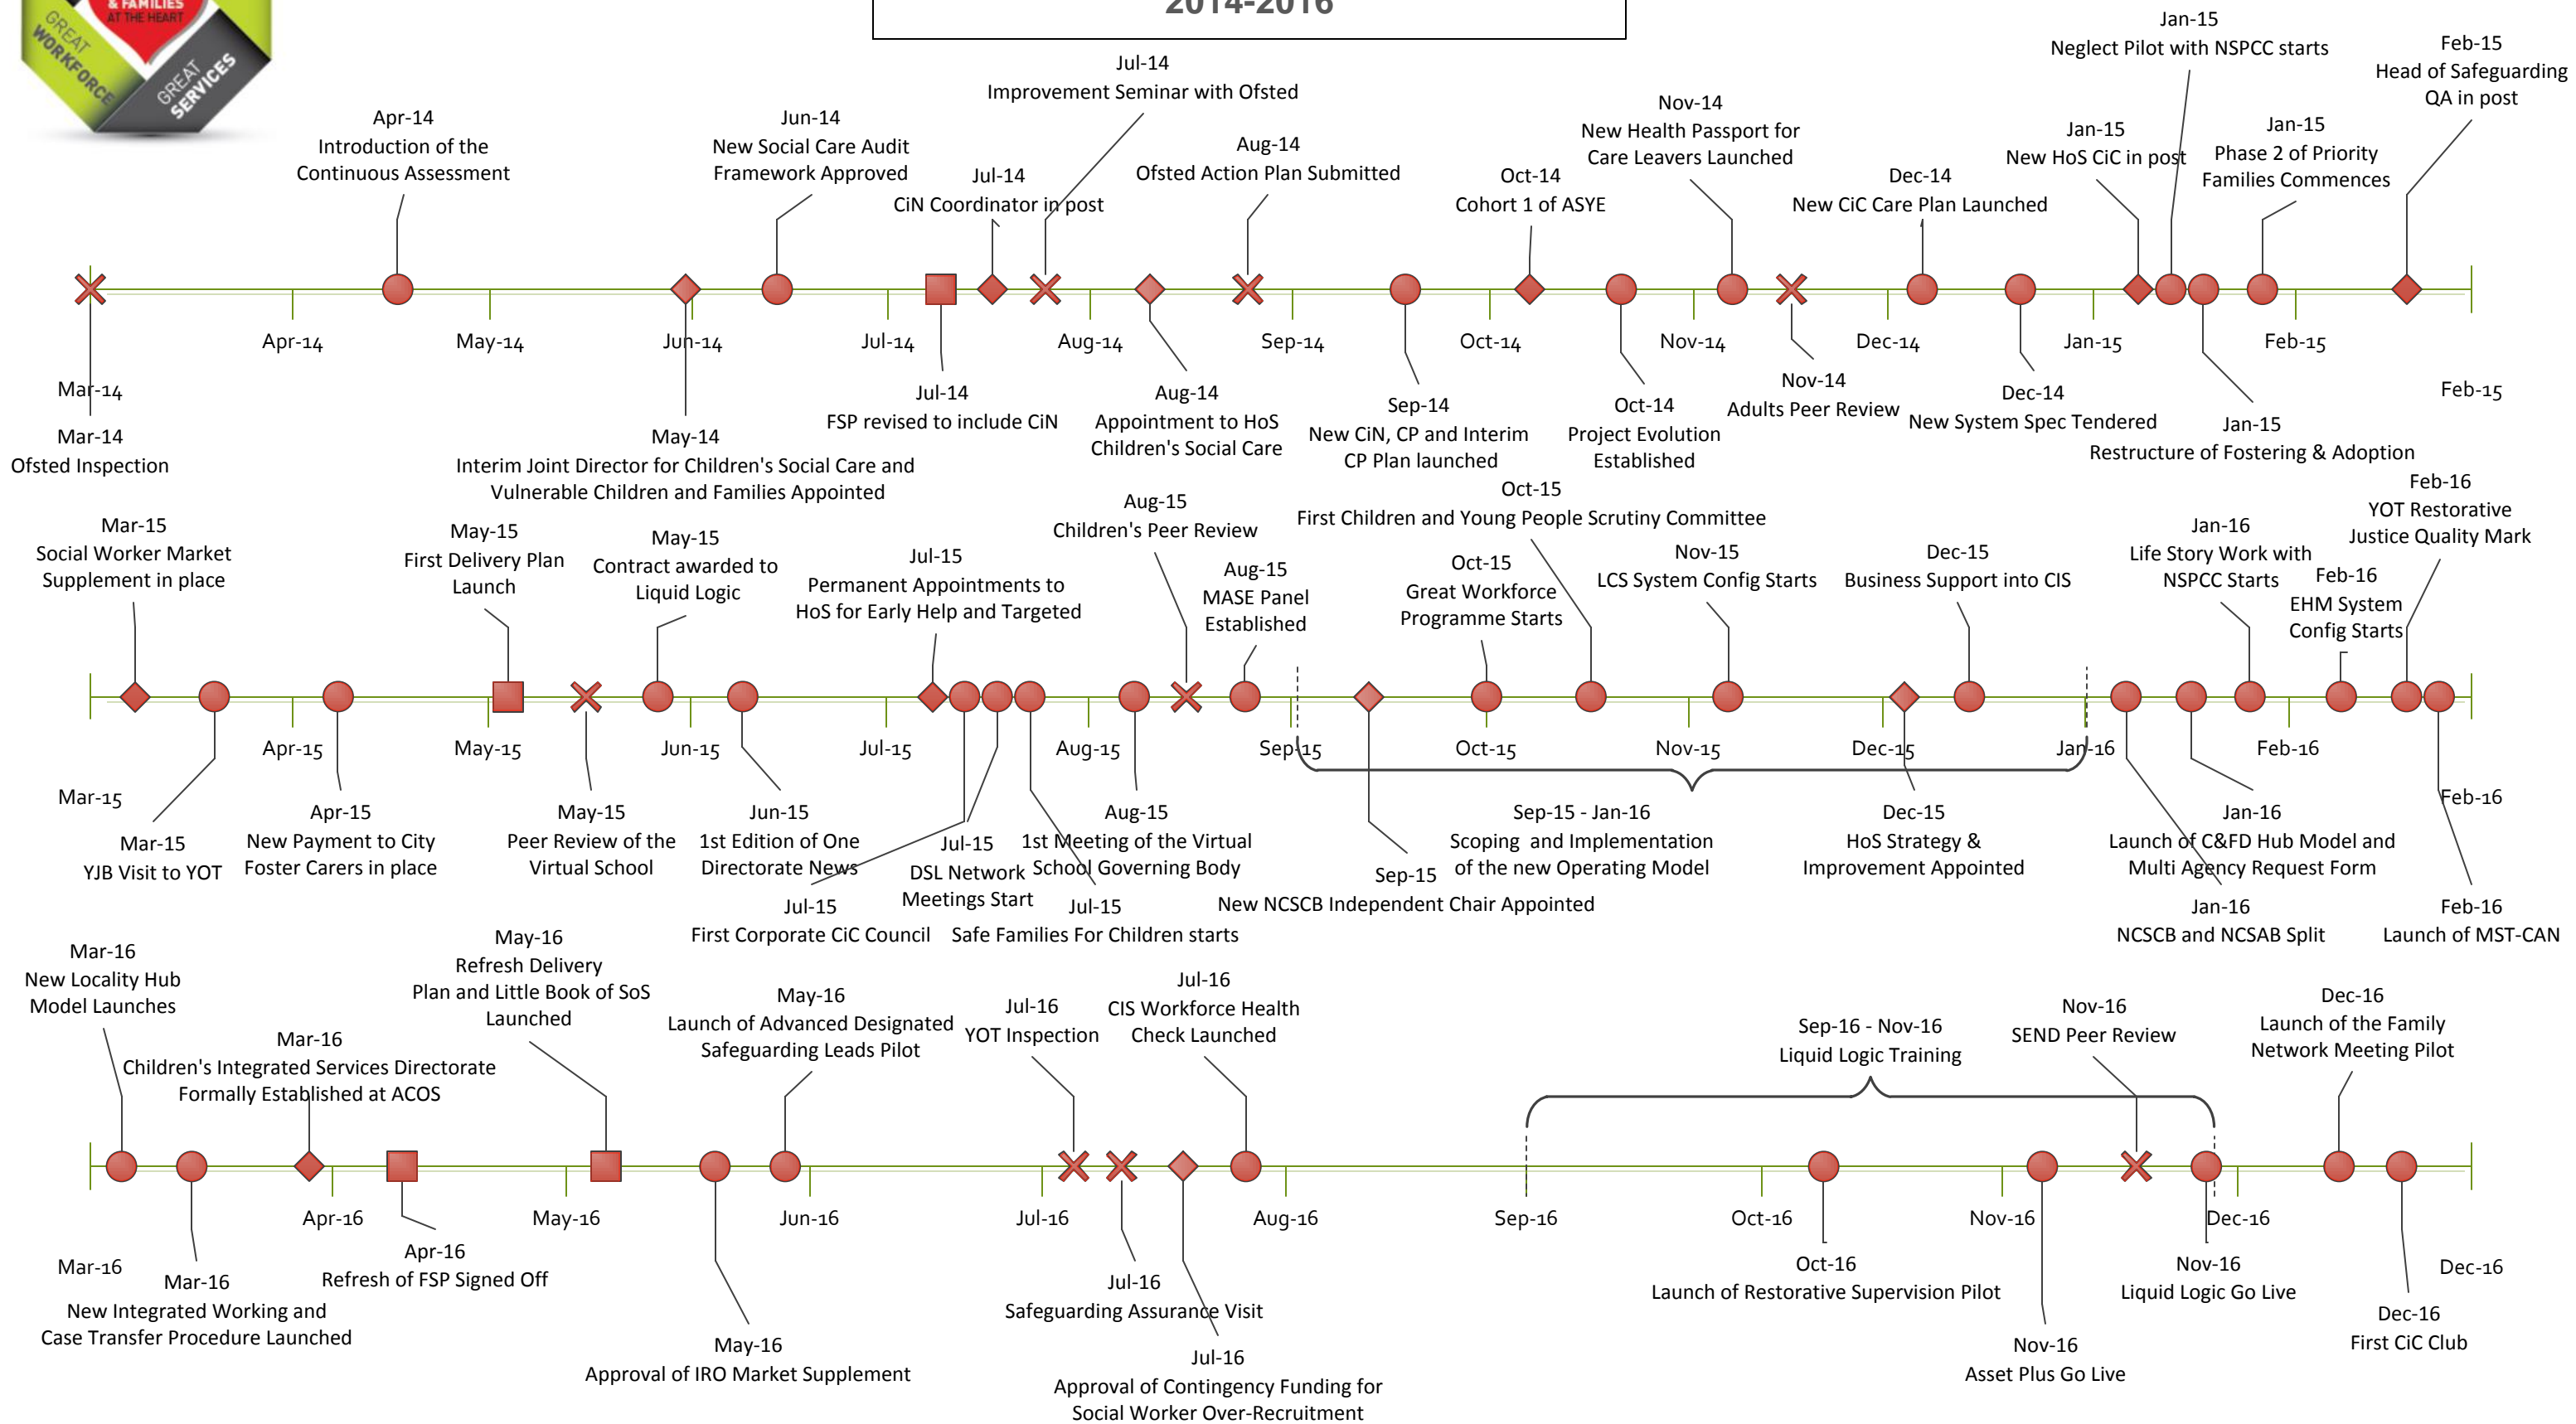 & FAMILIES
AT THE HEART
GREAT
WORKFORCE
GREAT
SERVICES
2014-2016
Apr-14
Introduction of the
Continuous Assessment
Jun-14
New Social Care Audit
Framework Approved
Jul-14
CiN Coordinator in post
Jul-14
Improvement Seminar with Ofsted
Aug-14
Ofsted Action Plan Submitted
Oct-14
Cohort 1 of ASYE
Nov-14
New Health Passport for
Care Leavers Launched
Dec-14
New CiC Care Plan Launched
Jan-15
New HoS CiC in post
Jan-15
Neglect Pilot with NSPCC starts
Jan-15
Phase 2 of Priority
Families Commences
Feb-15
Head of Safeguarding
QA in post
Mar-14
Apr-14
May-14
Jun-14
Jul-14
Aug-14
Sep-14
Oct-14
Nov-14
Dec-14
Jan-15
Feb-15
Feb-15
Mar-14
Ofsted Inspection
May-14
Interim Joint Director for Children's Social Care and
Vulnerable Children and Families Appointed
Jul-14
FSP revised to include CiN
Aug-14
Appointment to HoS
Children's Social Care
Sep-14
New CiN, CP and Interim
CP Plan launched
Oct-14
Project Evolution
Established
Nov-14
Adults Peer Review
Dec-14
New System Spec Tendered
Jan-15
Restructure of Fostering & Adoption
Mar-15
Social Worker Market
Supplement in place
May-15
First Delivery Plan
Launch
May-15
Contract awarded to
Liquid Logic
Jul-15
Permanent Appointments to
HoS for Early Help and Targeted
Aug-15
Children's Peer Review
Aug-15
MASE Panel
Established
Oct-15
Great Workforce
Programme Starts
Oct-15
First Children and Young People Scrutiny Committee
Nov-15
LCS System Config Starts
Dec-15
Business Support into CIS
Jan-16
Life Story Work with
NSPCC Starts
Feb-16
EHM System
Config Starts
Feb-16
YOT Restorative
Justice Quality Mark
Mar-15
Apr-15
May-15
Jun-15
Jul-15
Aug-15
Sep-15
Oct-15
Nov-15
Dec-15
Jan-16
Feb-16
Feb-16
Mar-15
YJB Visit to YOT
Apr-15
New Payment to City
Foster Carers in place
May-15
Peer Review of the
Virtual School
Jun-15
1st Edition of One
Directorate News
Jul-15
First Corporate CiC Council
Jul-15
DSL Network
Meetings Start
Jul-15
Safe Families For Children starts
Aug-15
1st Meeting of the Virtual
School Governing Body
Sep-15
New NCSCB Independent Chair Appointed
Sep-15 - Jan-16
Scoping and Implementation
of the new Operating Model
Dec-15
HoS Strategy &
Improvement Appointed
Jan-16
Launch of C&FD Hub Model and
Multi Agency Request Form
Jan-16
NCSCB and NCSAB Split
Feb-16
Launch of MST-CAN
Mar-16
New Locality Hub
Model Launches
Mar-16
Children's Integrated Services Directorate
Formally Established at ACOS
May-16
Refresh Delivery
Plan and Little Book of SoS
Launched
May-16
Launch of Advanced Designated
Safeguarding Leads Pilot
Jul-16
YOT Inspection
Jul-16
CIS Workforce Health
Check Launched
Sep-16 - Nov-16
Liquid Logic Training
Nov-16
SEND Peer Review
Dec-16
Launch of the Family
Network Meeting Pilot
Mar-16
Apr-16
May-16
Jun-16
Jul-16
Aug-16
Sep-16
Oct-16
Nov-16
Dec-16
Dec-16
Mar-16
New Integrated Working and
Case Transfer Procedure Launched
Apr-16
Refresh of FSP Signed Off
May-16
Approval of IRO Market Supplement
Jul-16
Safeguarding Assurance Visit
Jul-16
Approval of Contingency Funding for
Social Worker Over-Recruitment
Oct-16
Launch of Restorative Supervision Pilot
Nov-16
Asset Plus Go Live
Nov-16
Liquid Logic Go Live
Dec-16
First CiC Club